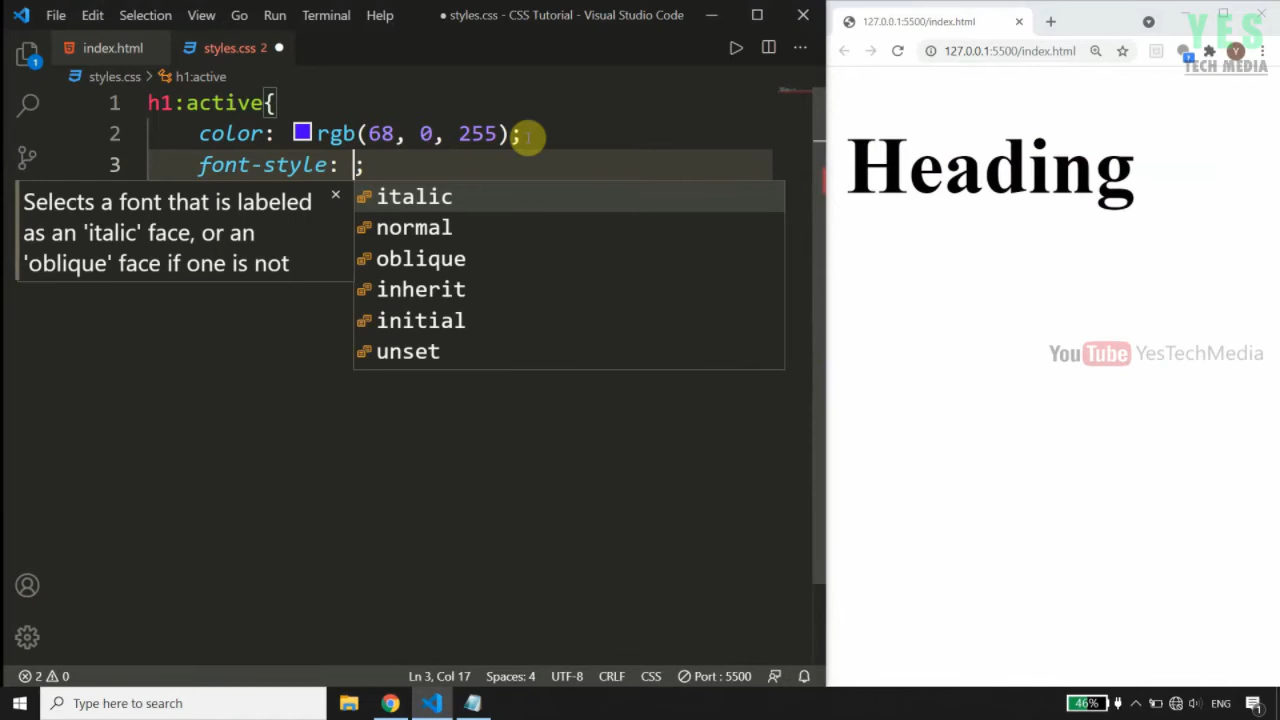 File Edit Selection View Go Run Terminal Help
● styles.css - CSS Tutorial - Visual Studio Code
index.html
styles.css 2
styles.css > h1:active
1 h1:active{
2 color: rgb(68, 0, 255);
3 font-style: ;
Selects a font that is labeled
as an 'italic' face, or an
'oblique' face if one is not
italic
normal
oblique
inherit
initial
unset
1
2 0
Ln 3, Col 17 Spaces: 4 UTF-8 CRLF CSS Port : 5500
127.0.0.1:5500/index.html
127.0.0.1:5500/index.html
Y
YES
TECH MEDIA
Heading
YouTube YesTechMedia
Type here to search
46%
ENG
1